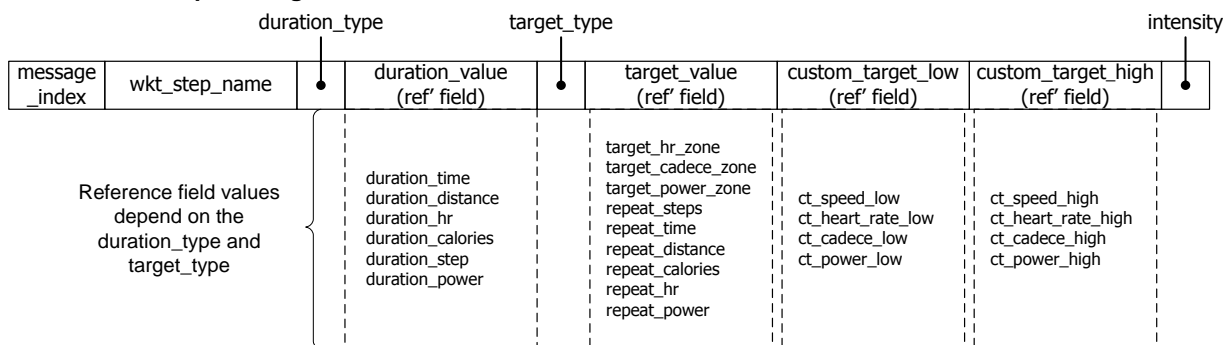 duration_type target_type intensity
message
_index
wkt_step_name
duration_value
(ref' field)
target_value
(ref' field)
custom_target_low
(ref' field)
custom_target_high
(ref' field)
Reference field values
depend on the
duration_type and
target_type
duration_time
duration_distance
duration_hr
duration_calories
duration_step
duration_power
target_hr_zone
target_cadece_zone
target_power_zone
repeat_steps
repeat_time
repeat_distance
repeat_calories
repeat_hr
repeat_power
ct_speed_low
ct_heart_rate_low
ct_cadece_low
ct_power_low
ct_speed_high
ct_heart_rate_high
ct_cadece_high
ct_power_high